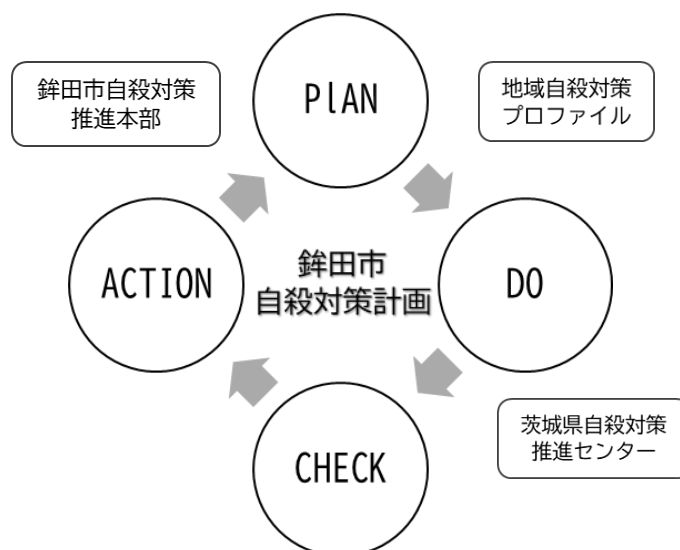 PlAN
鉾田市自殺対策
推進本部
地域自殺対策
プロファイル
ACTION
鉾田市
自殺対策計画
DO
茨城県自殺対策
推進センター
CHECK